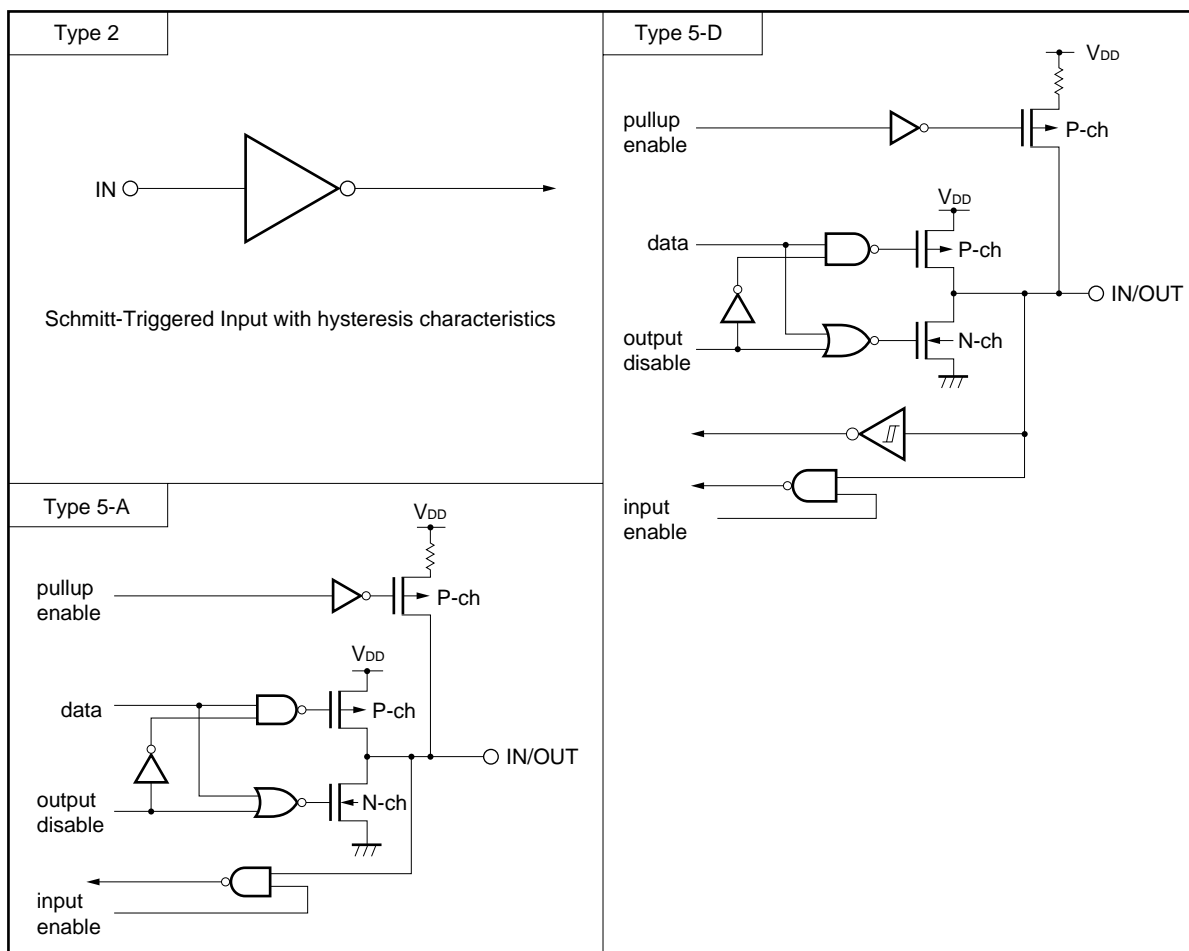 Type 2
IN
Schmitt-Triggered Input with hysteresis characteristics
Type 5-A
VDD
pullup
enable
P-ch
VDD
data
P-ch
IN/OUT
output
disable
N-ch
input
enable
Type 5-D
VDD
pullup
enable
P-ch
VDD
data
P-ch
IN/OUT
output
disable
N-ch
input
enable